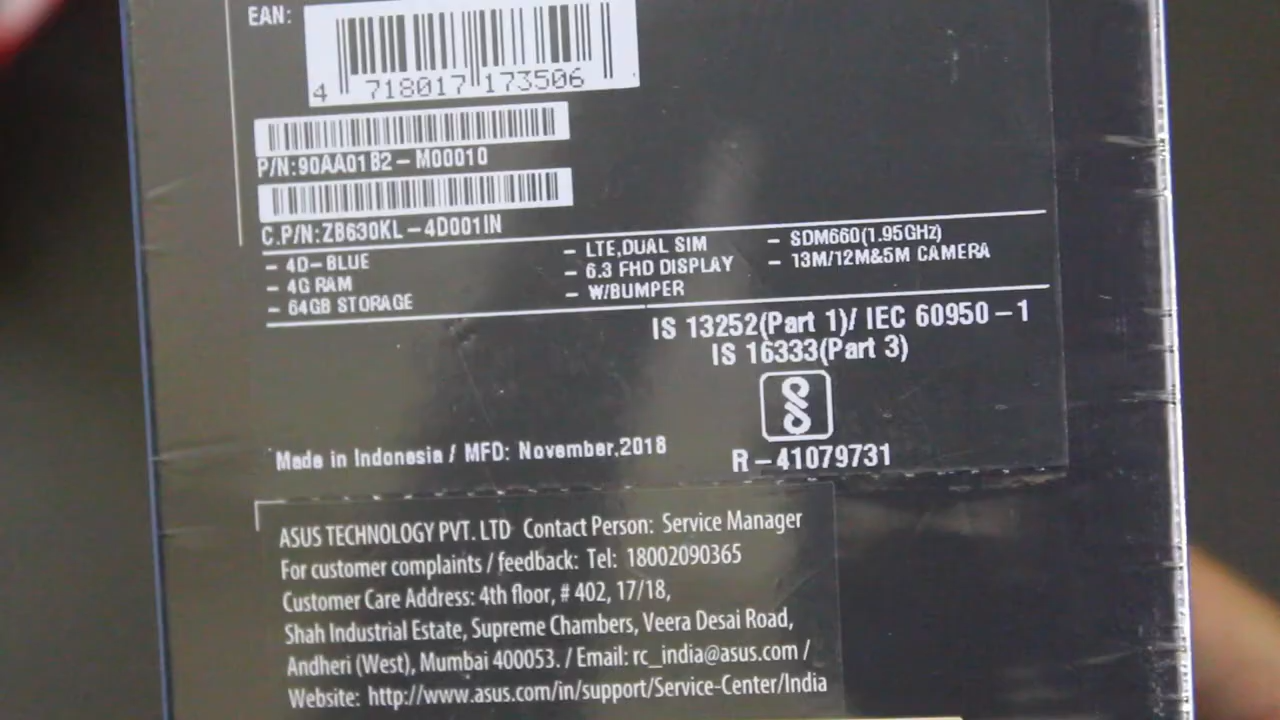 EAN:
4 718017 173506
P/N:90AA01B2-M00010
C.P/N:ZB630KL-4D001IN
- 4D-BLUE
- 4G RAM
- 64GB STORAGE
- LTE,DUAL SIM
- 6.3 FHD DISPLAY
- W/BUMPER
- SDM660(1.95GHz)
- 13M/12M&5M CAMERA
IS 13252(Part 1)/ IEC 60950-1
IS 16333(Part 3)
R-41079731
Made in Indonesia / MFD: November,2018
ASUS TECHNOLOGY PVT. LTD Contact Person: Service Manager
For customer complaints / feedback: Tel: 18002090365
Customer Care Address: 4th floor, # 402, 17/18,
Shah Industrial Estate, Supreme Chambers, Veera Desai Road,
Andheri (West), Mumbai 400053. / Email: rc_india@asus.com /
Website: http://www.asus.com/in/support/Service-Center/India